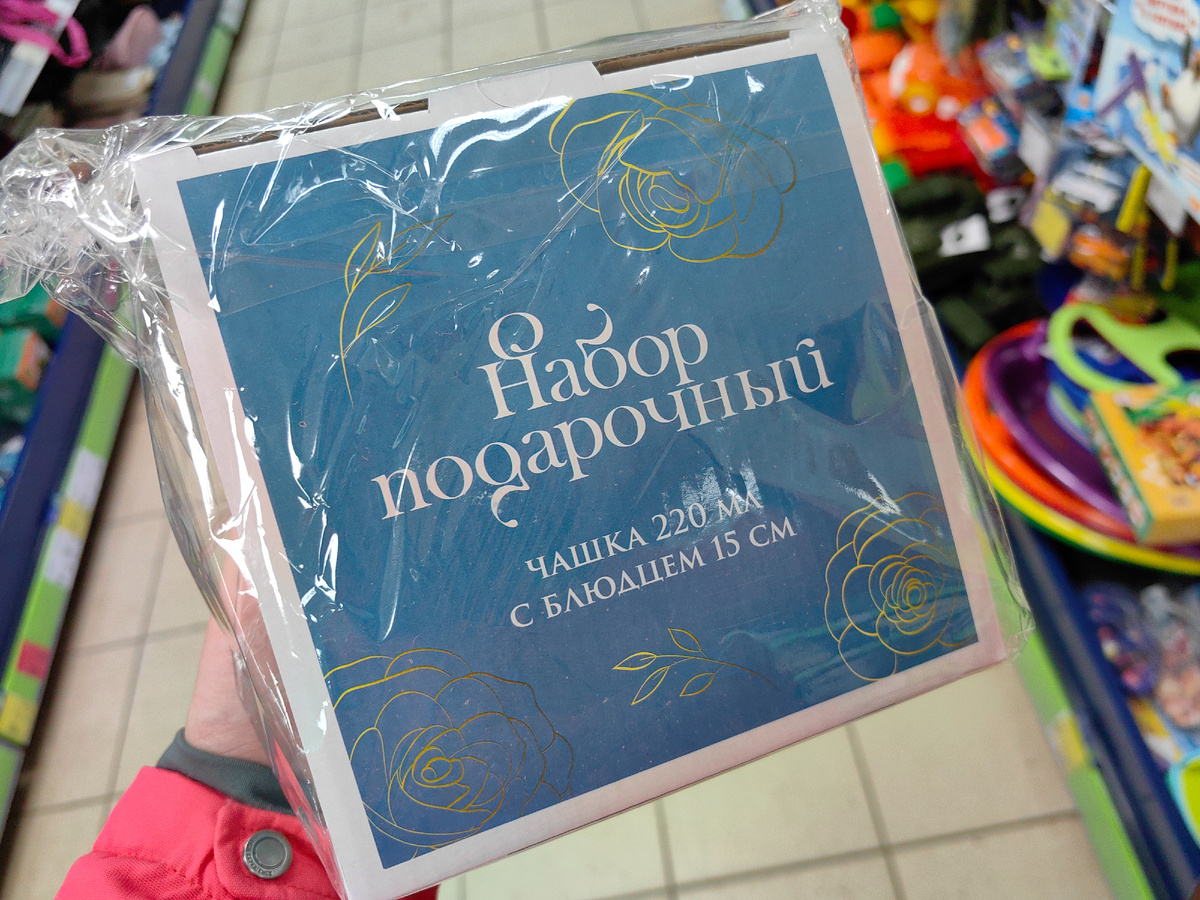 Набор
подарочный
ЧАШКА 220 МЛ
С БЛЮДЦЕМ 15 СМ